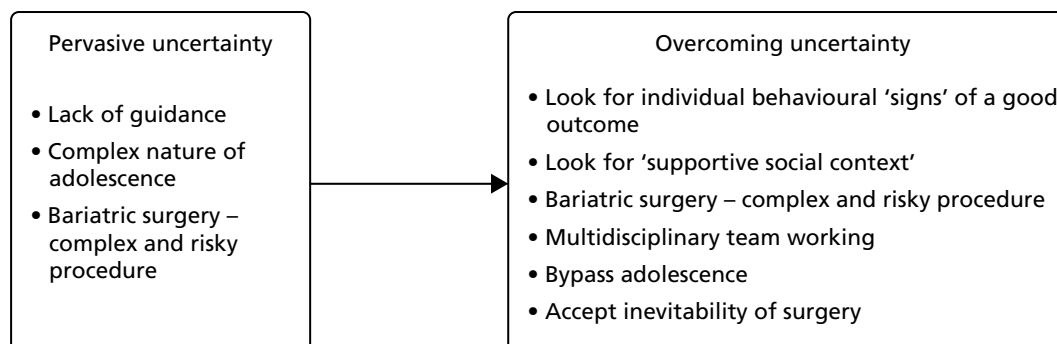 Pervasive uncertainty
• Lack of guidance
• Complex nature of
adolescence
• Bariatric surgery –
complex and risky
procedure
Overcoming uncertainty
• Look for individual behavioural ‘signs’ of a good
outcome
• Look for ‘supportive social context’
• Bariatric surgery – complex and risky procedure
• Multidisciplinary team working
• Bypass adolescence
• Accept inevitability of surgery